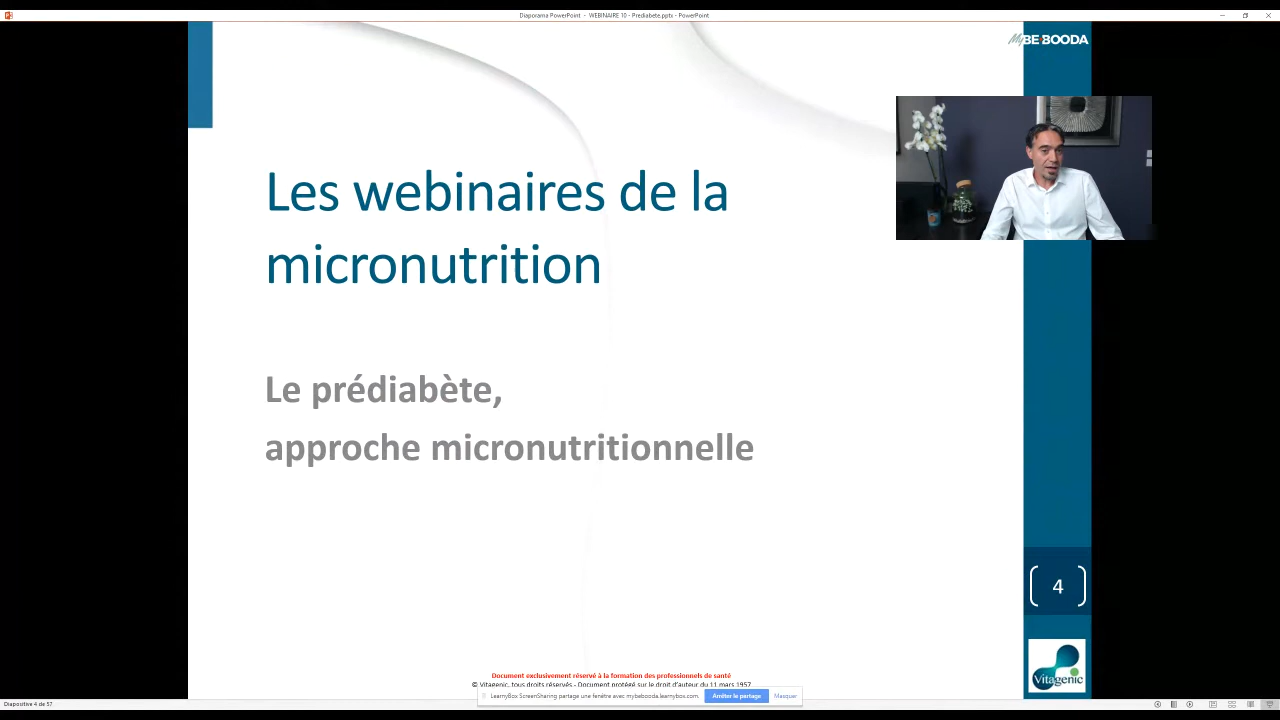 Diaporama PowerPoint - WEBINAIRE 10 - Prediabete.pptx - PowerPoint
MyBE-BOODA
Les webinaires de la
micronutrition
Le prédiabète,
approche micronutritionnelle
4
Vitagenic
Document exclusivement réservé à la formation des professionnels de santé
© Vitagenic, tous droits réservés - Document protégé sur le droit d'auteur du 11 mars 1957
LearnyBox ScreenSharing partage une fenêtre avec mybebooda.learnybox.com.
Arrêter le partage
Masquer
Diapositive 4 de 57